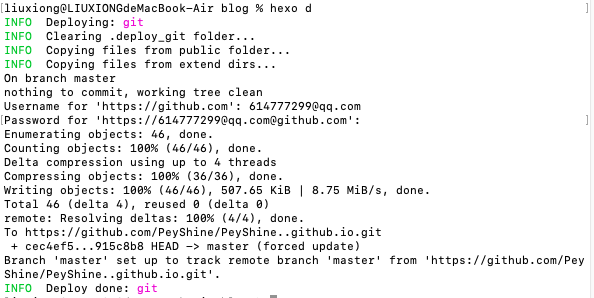 [liuxiong@LIUXIONGdeMacBook-Air blog % hexo d ]
INFO  Deploying: git
INFO  Clearing .deploy_git folder...
INFO  Copying files from public folder...
INFO  Copying files from extend dirs...
On branch master
nothing to commit, working tree clean
Username for 'https://github.com': 614777299@qq.com
[Password for 'https://614777299@qq.com@github.com': ]
Enumerating objects: 46, done.
Counting objects: 100% (46/46), done.
Delta compression using up to 4 threads
Compressing objects: 100% (36/36), done.
Writing objects: 100% (46/46), 507.65 KiB | 8.75 MiB/s, done.
Total 46 (delta 4), reused 0 (delta 0)
remote: Resolving deltas: 100% (4/4), done.
To https://github.com/PeyShine/PeyShine..github.io.git
 + cec4ef5...915c8b8 HEAD -> master (forced update)
Branch 'master' set up to track remote branch 'master' from 'https://github.com/Pey
Shine/PeyShine..github.io.git'.
INFO  Deploy done: git